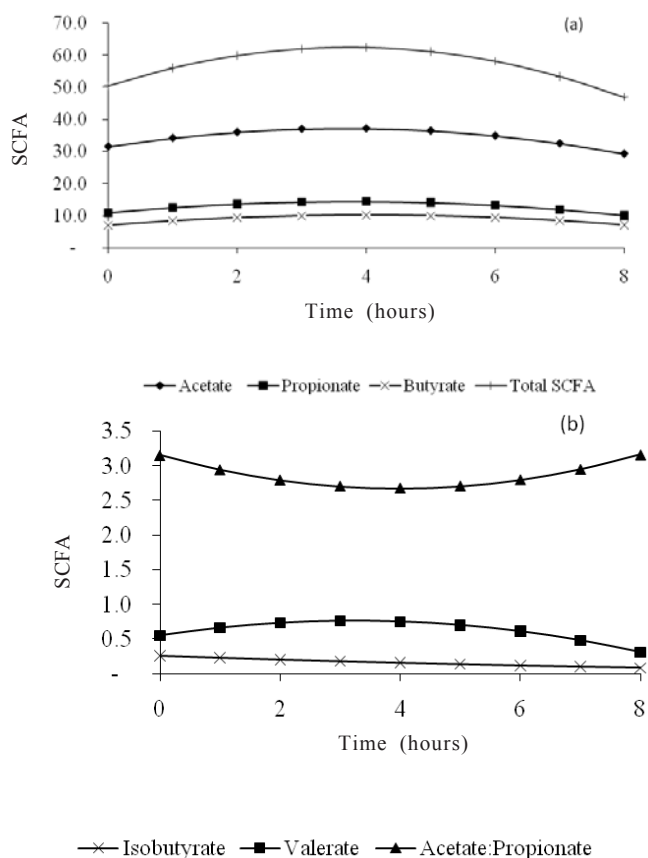 (a)
70.0
60.0
50.0
40.0
30.0
20.0
10.0
-
SCFA
0 2 4 6 8
Time (hours)
Acetate Propionate Butyrate Total SCFA
(b)
3.5
3.0
2.5
2.0
1.5
1.0
0.5
-
SCFA
0 2 4 6 8
Time (hours)
Isobutyrate Valerate Acetate:Propionate